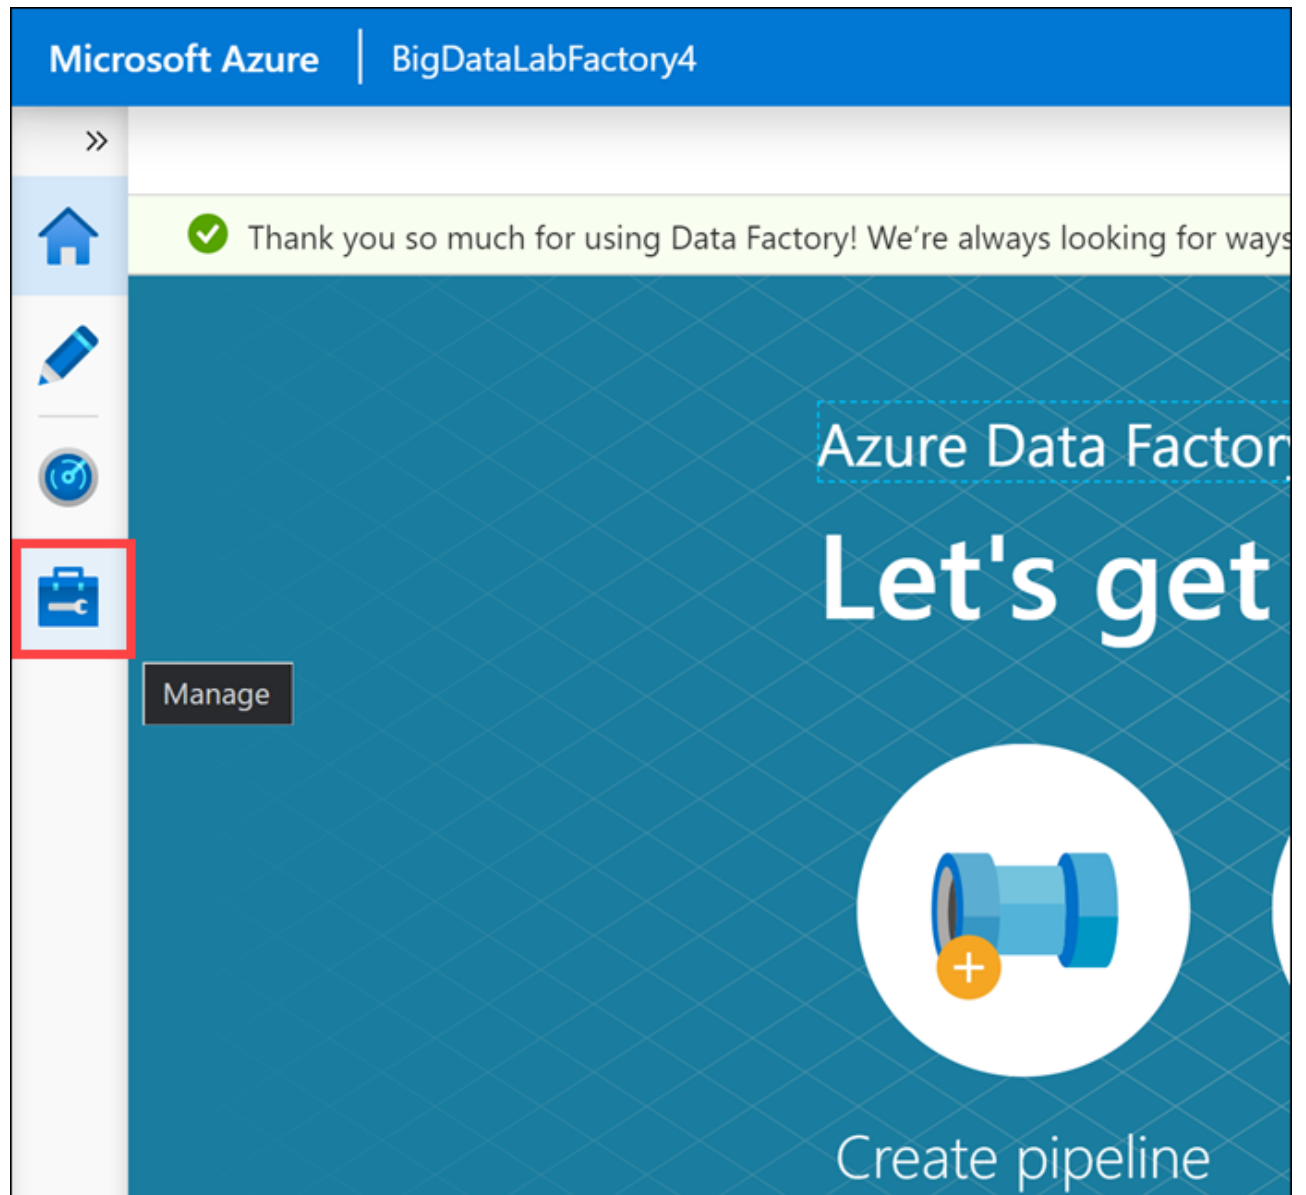 Microsoft Azure BigDataLabFactory4
Thank you so much for using Data Factory! We're always looking for ways
Azure Data Factory
Let's get
Manage
Create pipeline